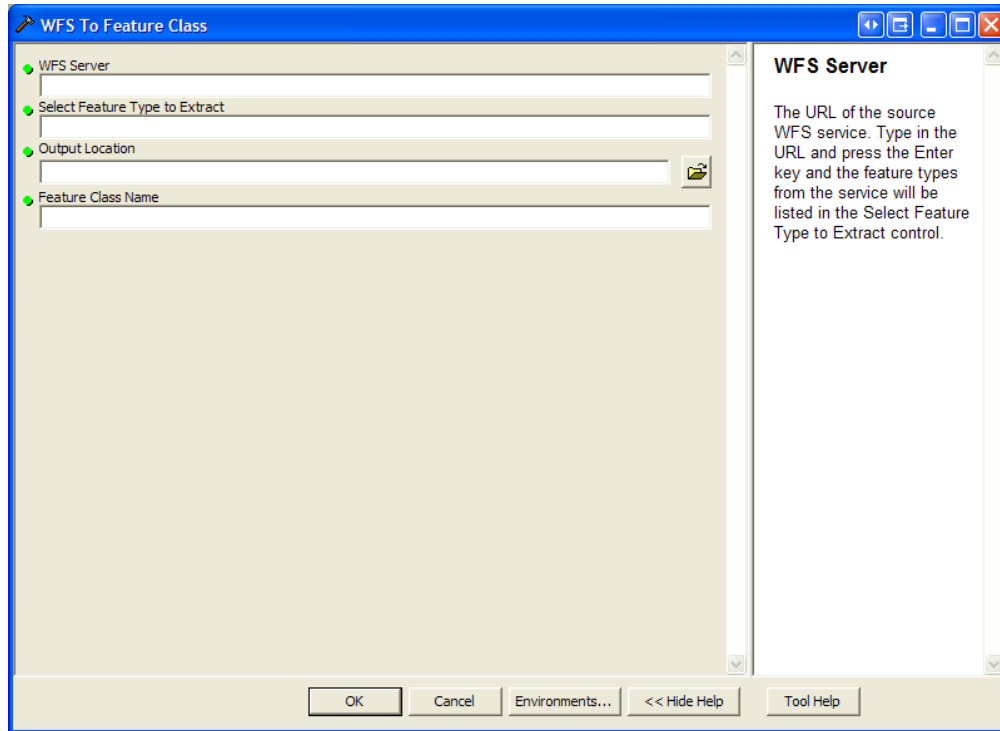 WFS To Feature Class
WFS Server
Select Feature Type to Extract
Output Location
Feature Class Name
WFS Server
The URL of the source
WFS service. Type in the
URL and press the Enter
key and the feature types
from the service will be
listed in the Select Feature
Type to Extract control.
OK
Cancel
Environments...
<< Hide Help
Tool Help